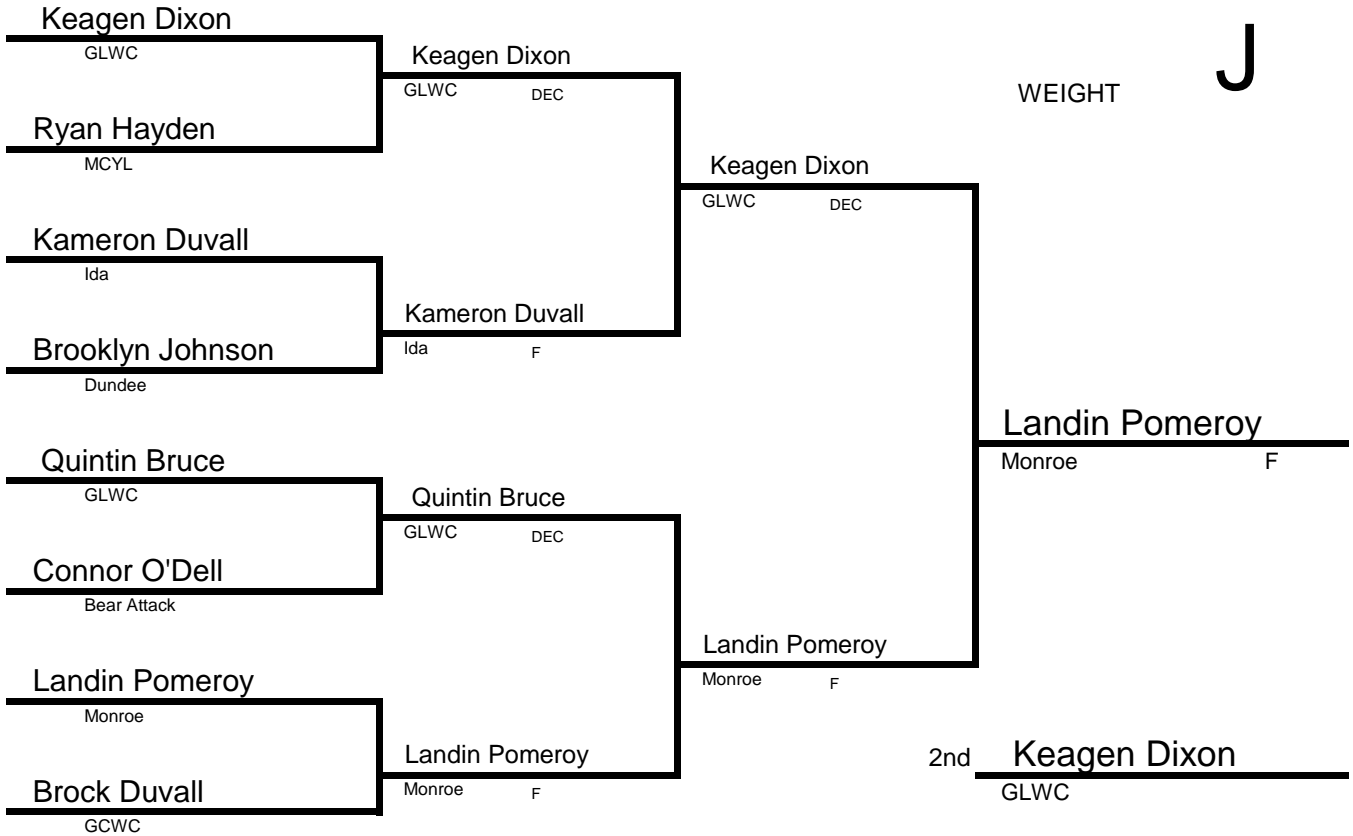 Keagen Dixon
GLWC
Ryan Hayden
MCYL
Kameron Duvall
Ida
Brooklyn Johnson
Dundee
Quintin Bruce
GLWC
Connor O'Dell
Bear Attack
Landin Pomeroy
Monroe
Brock Duvall
GCWC
Keagen Dixon
GLWC DEC
Kameron Duvall
Ida F
Quintin Bruce
GLWC DEC
Landin Pomeroy
Monroe F
Keagen Dixon
GLWC DEC
Landin Pomeroy
Monroe F
WEIGHT J
Landin Pomeroy
Monroe F
2nd Keagen Dixon
GLWC